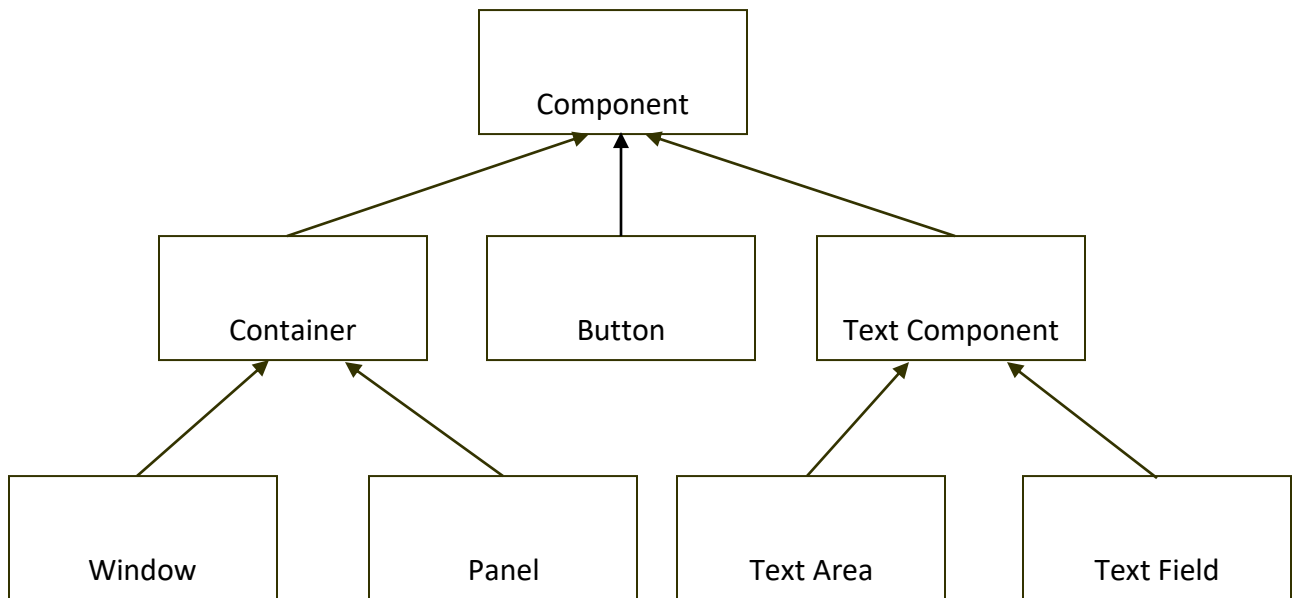 Component
Container
Button
Text Component
Window
Panel
Text Area
Text Field